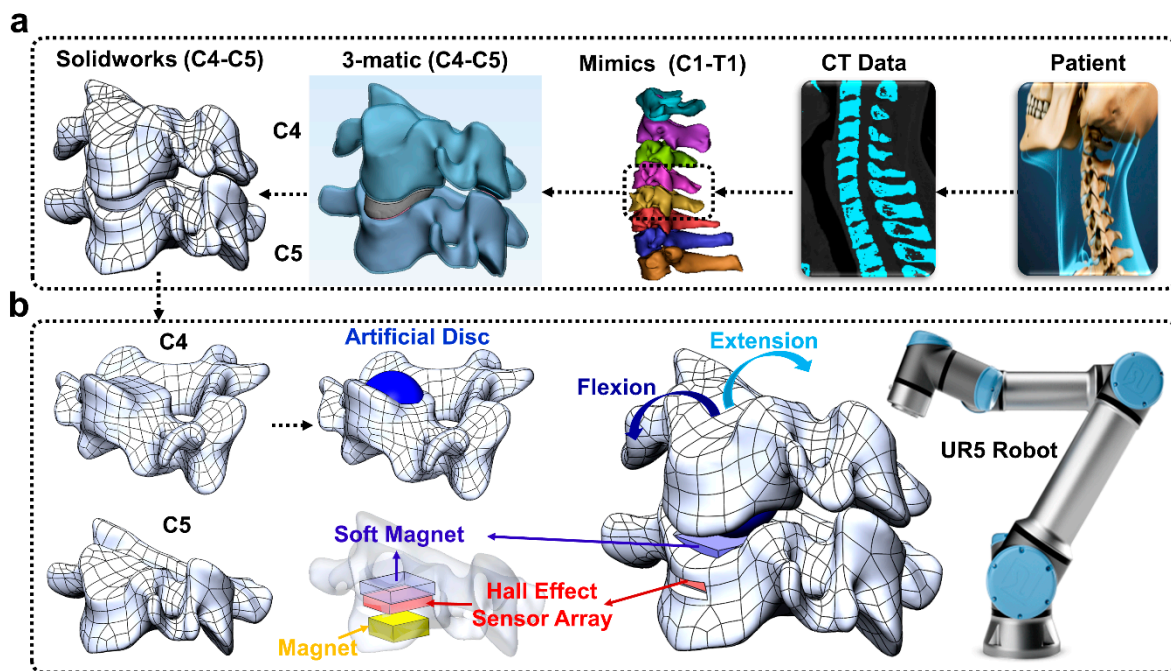 a
Solidworks (C4-C5)
3-matic (C4-C5)
Mimics (C1-T1)
CT Data
Patient
C4
C5
b
C4
Artificial Disc
Extension
Flexion
UR5 Robot
C5
Soft Magnet
Hall Effect
Sensor Array
Magnet